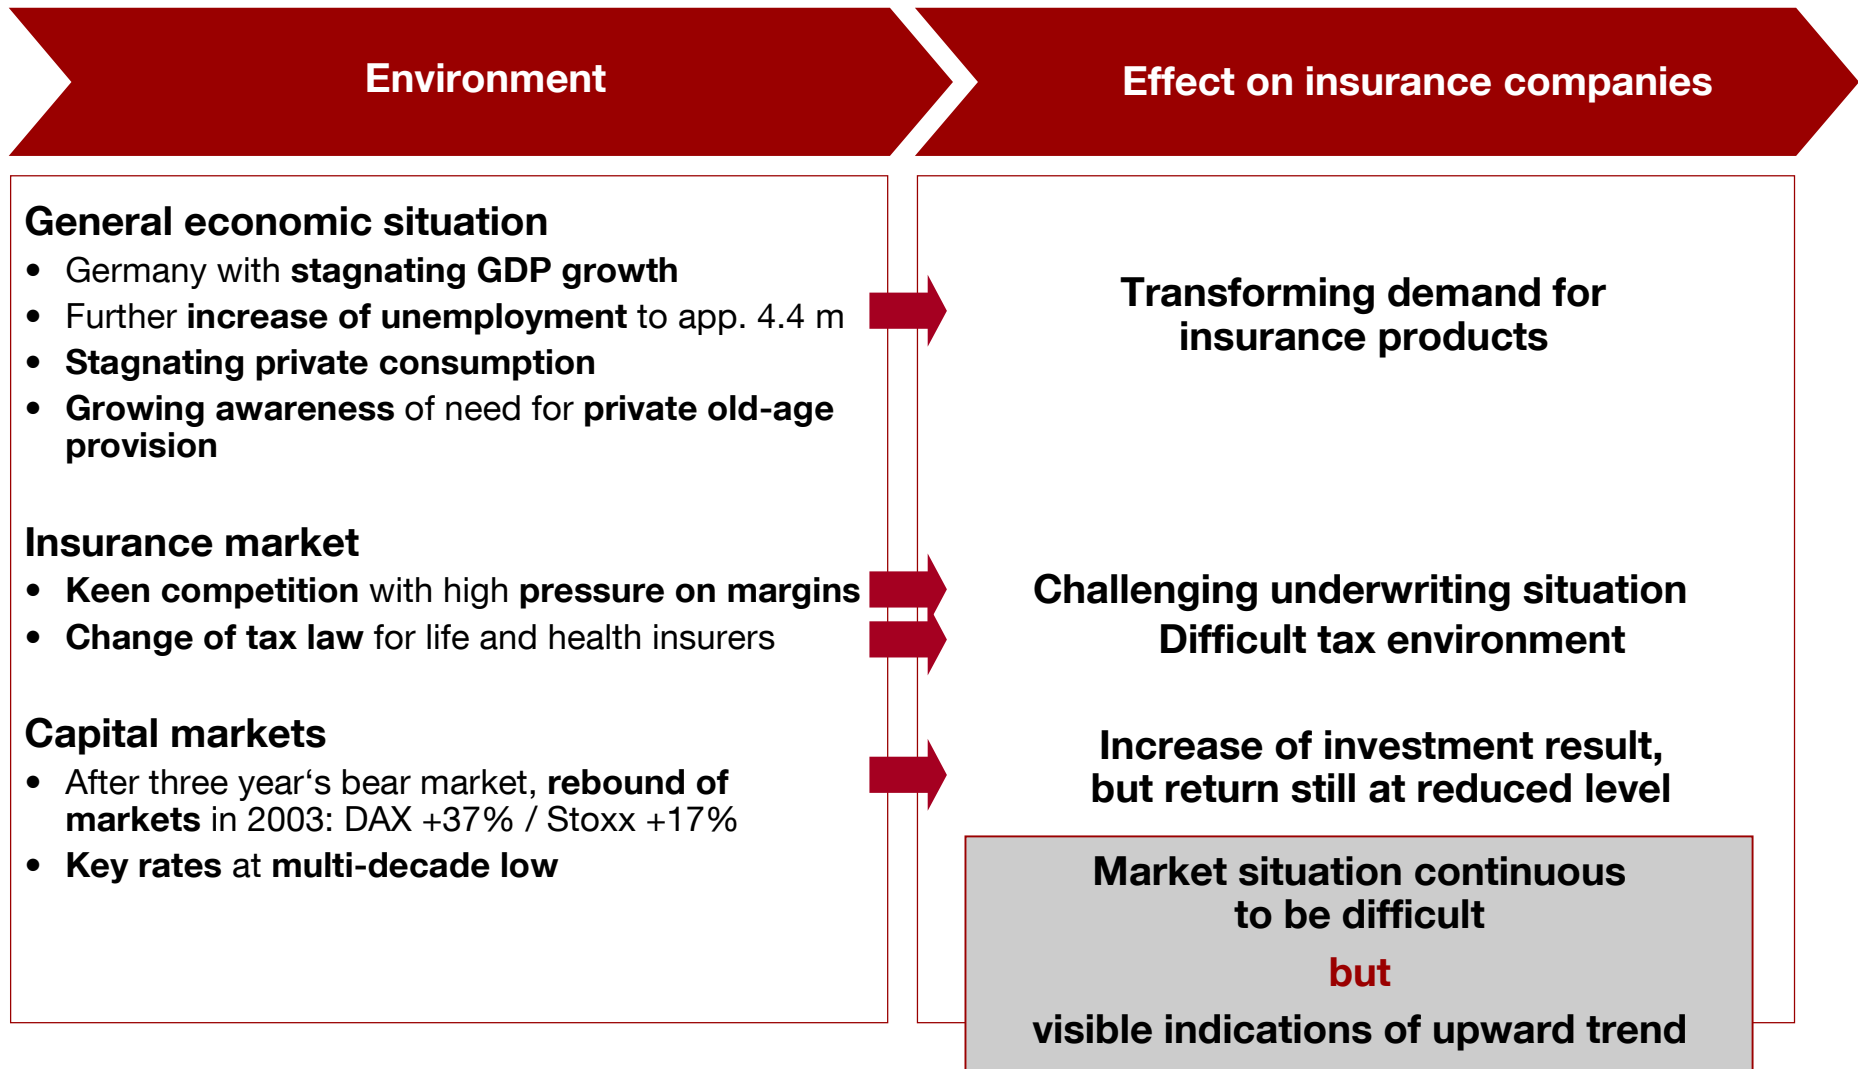 Environment
Effect on insurance companies
General economic situation
• Germany with stagnating GDP growth
• Further increase of unemployment to app. 4.4 m
• Stagnating private consumption
• Growing awareness of need for private old-age
provision
Insurance market
• Keen competition with high pressure on margins
• Change of tax law for life and health insurers
Capital markets
• After three year‘s bear market, rebound of
markets in 2003: DAX +37% / Stoxx +17%
• Key rates at multi-decade low
Transforming demand for
insurance products
Challenging underwriting situation
Difficult tax environment
Increase of investment result,
but return still at reduced level
Market situation continuous
to be difficult
but
visible indications of upward trend